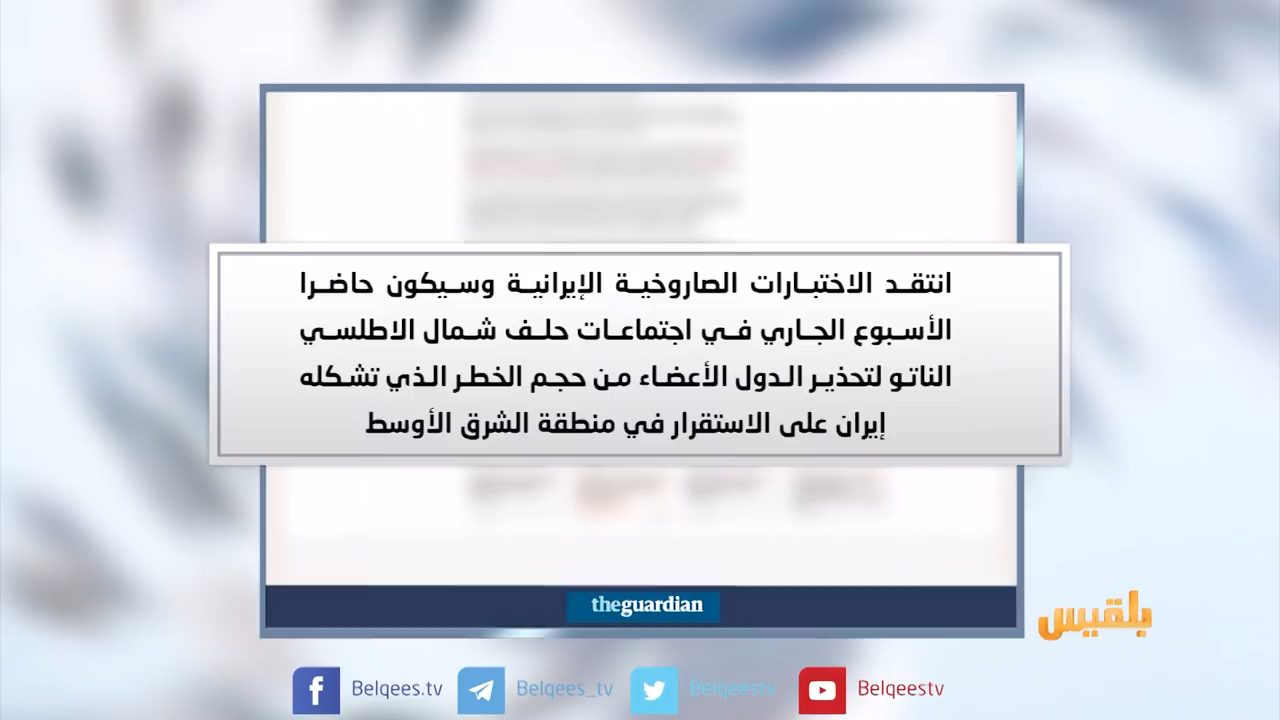 انتقد الاختبارات الصاروخية الإيرانية وسيكون حاضرا
الأسبوع الجاري في اجتماعات حلف شمال الاطلسي
الناتو لتحذير الدول الأعضاء من حجم الخطر الذي تشكله
إيران على الاستقرار في منطقة الشرق الأوسط
theguardian
بلقيس
Belqees.tv Belqees_tv Belqeestv Belqeestv